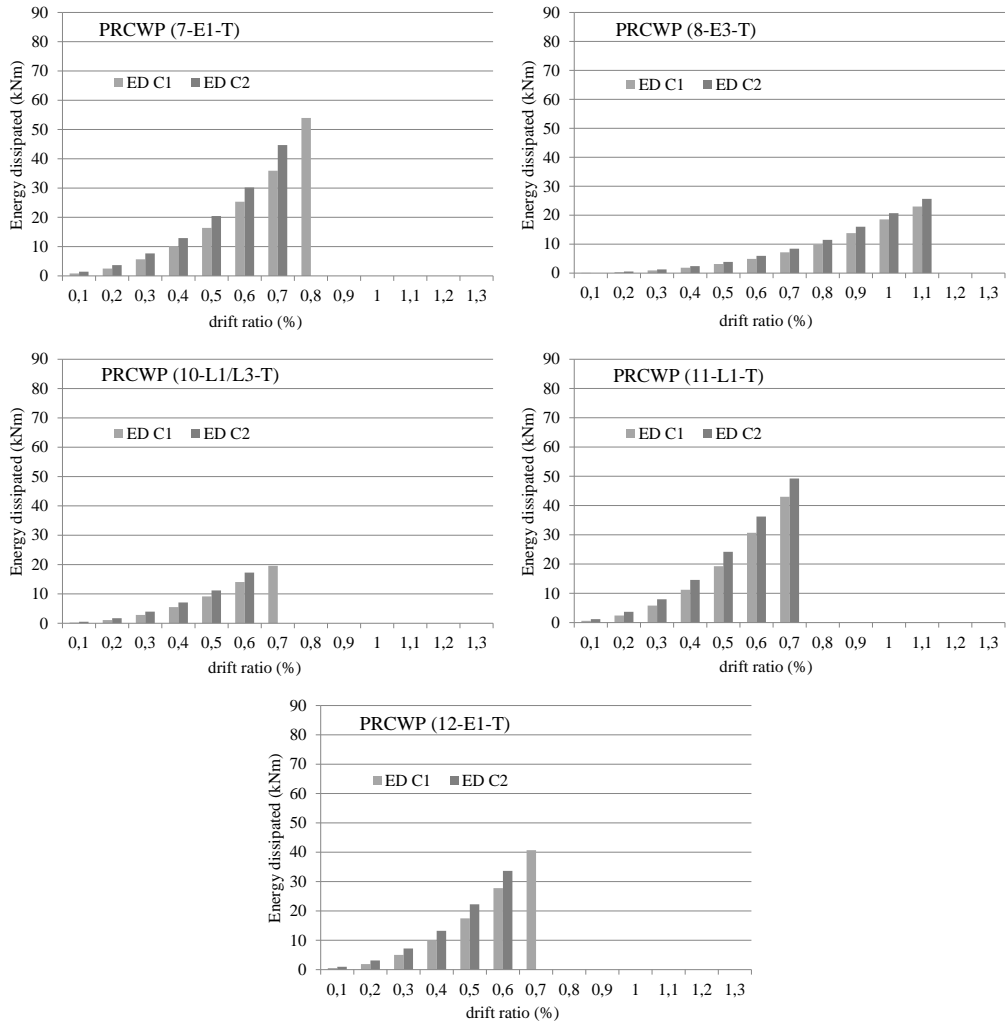 PRCWP (7-E1-T)
ED C1 ED C2
Energy dissipated (kNm)
90
80
70
60
50
40
30
20
10
0
0,1 0,2 0,3 0,4 0,5 0,6 0,7 0,8 0,9 1 1,1 1,2 1,3
drift ratio (%)
PRCWP (8-E3-T)
ED C1 ED C2
Energy dissipated (kNm)
90
80
70
60
50
40
30
20
10
0
0,1 0,2 0,3 0,4 0,5 0,6 0,7 0,8 0,9 1 1,1 1,2 1,3
drift ratio (%)
PRCWP (10-L1/L3-T)
ED C1 ED C2
Energy dissipated (kNm)
90
80
70
60
50
40
30
20
10
0
0,1 0,2 0,3 0,4 0,5 0,6 0,7 0,8 0,9 1 1,1 1,2 1,3
drift ratio (%)
PRCWP (11-L1-T)
ED C1 ED C2
Energy dissipated (kNm)
90
80
70
60
50
40
30
20
10
0
0,1 0,2 0,3 0,4 0,5 0,6 0,7 0,8 0,9 1 1,1 1,2 1,3
drift ratio (%)
PRCWP (12-E1-T)
ED C1 ED C2
Energy dissipated (kNm)
90
80
70
60
50
40
30
20
10
0
0,1 0,2 0,3 0,4 0,5 0,6 0,7 0,8 0,9 1 1,1 1,2 1,3
drift ratio (%)